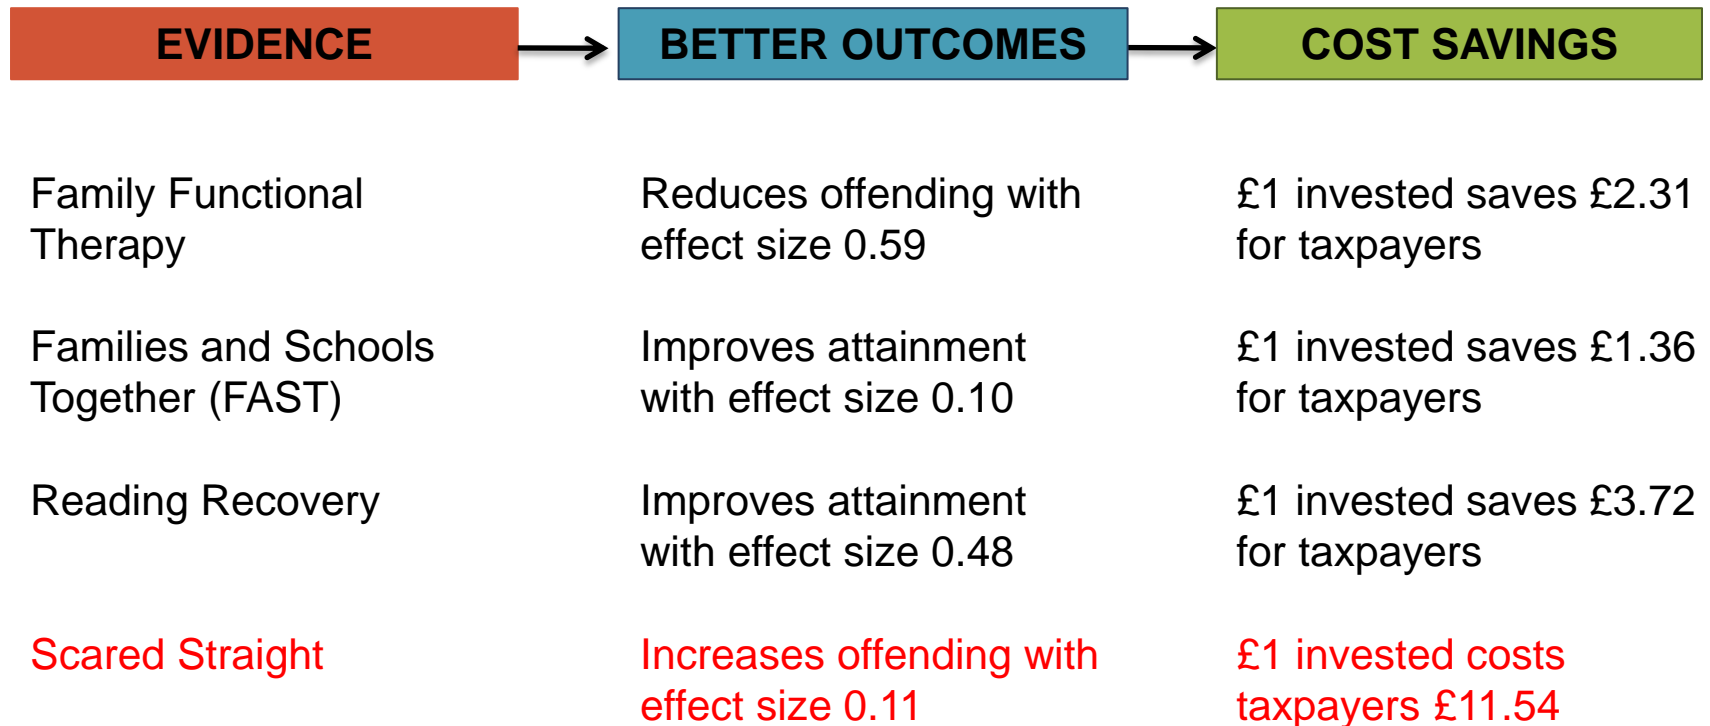 EVIDENCE
BETTER OUTCOMES
COST SAVINGS
Family Functional
Therapy
Reduces offending with
effect size 0.59
£1 invested saves £2.31
for taxpayers
Families and Schools
Together (FAST)
Improves attainment
with effect size 0.10
£1 invested saves £1.36
for taxpayers
Reading Recovery
Improves attainment
with effect size 0.48
£1 invested saves £3.72
for taxpayers
Scared Straight
Increases offending with
effect size 0.11
£1 invested costs
taxpayers £11.54